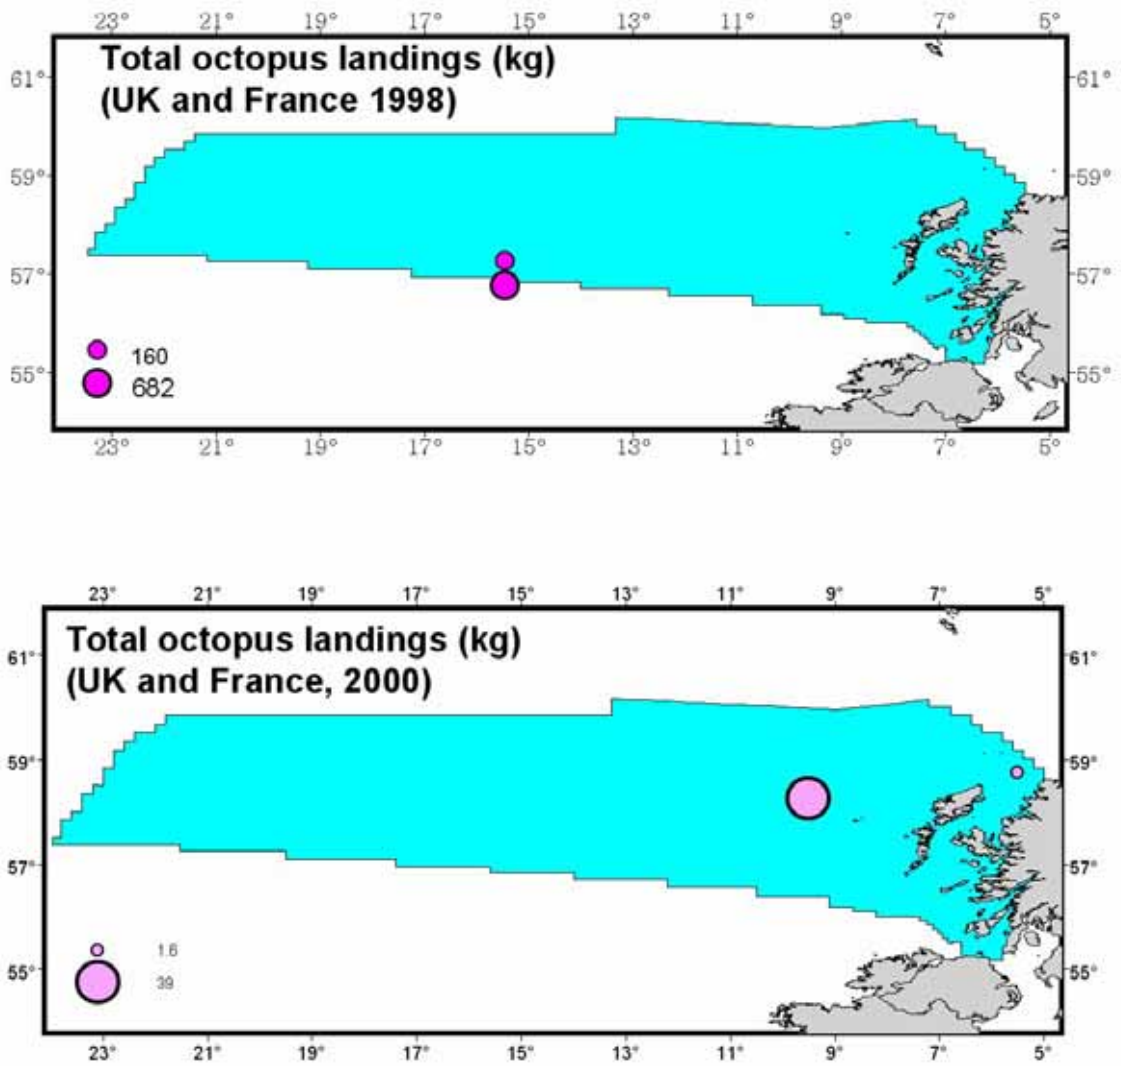 23° 21° 19° 17° 15° 13° 11° 9° 7° 5°
Total octopus landings (kg)
(UK and France 1998)
61° 61°
59° 59°
57° 57°
160
55° 55°
682
23° 21° 19° 17° 15° 13° 11° 9° 7° 5°
23° 21° 19° 17° 15° 13° 11° 9° 7° 5°
Total octopus landings (kg)
(UK and France, 2000)
61° 61°
59° 59°
57° 57°
1.6
55° 55°
39
23° 21° 19° 17° 15° 13° 11° 9° 7° 5°